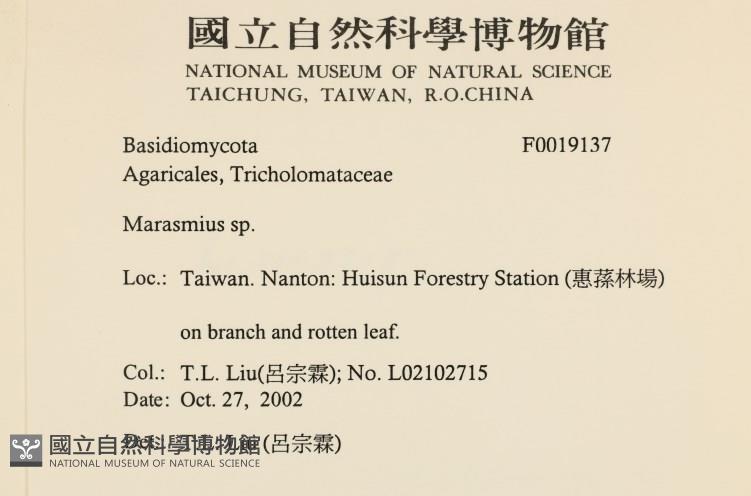 國立自然科學博物館
NATIONAL MUSEUM OF NATURAL SCIENCE
TAICHUNG, TAIWAN, R.O.CHINA
Basidiomycota F0019137
Agaricales, Tricholomataceae
Marasmius sp.
Loc.: Taiwan. Nanton: Huisun Forestry Station (惠蓀林場)
on branch and rotten leaf.
Col.: T.L. Liu(呂宗霖); No. L02102715
Date: Oct. 27, 2002
(呂宗霖)
國立自然科學博物館
NATIONAL MUSEUM OF NATURAL SCIENCE